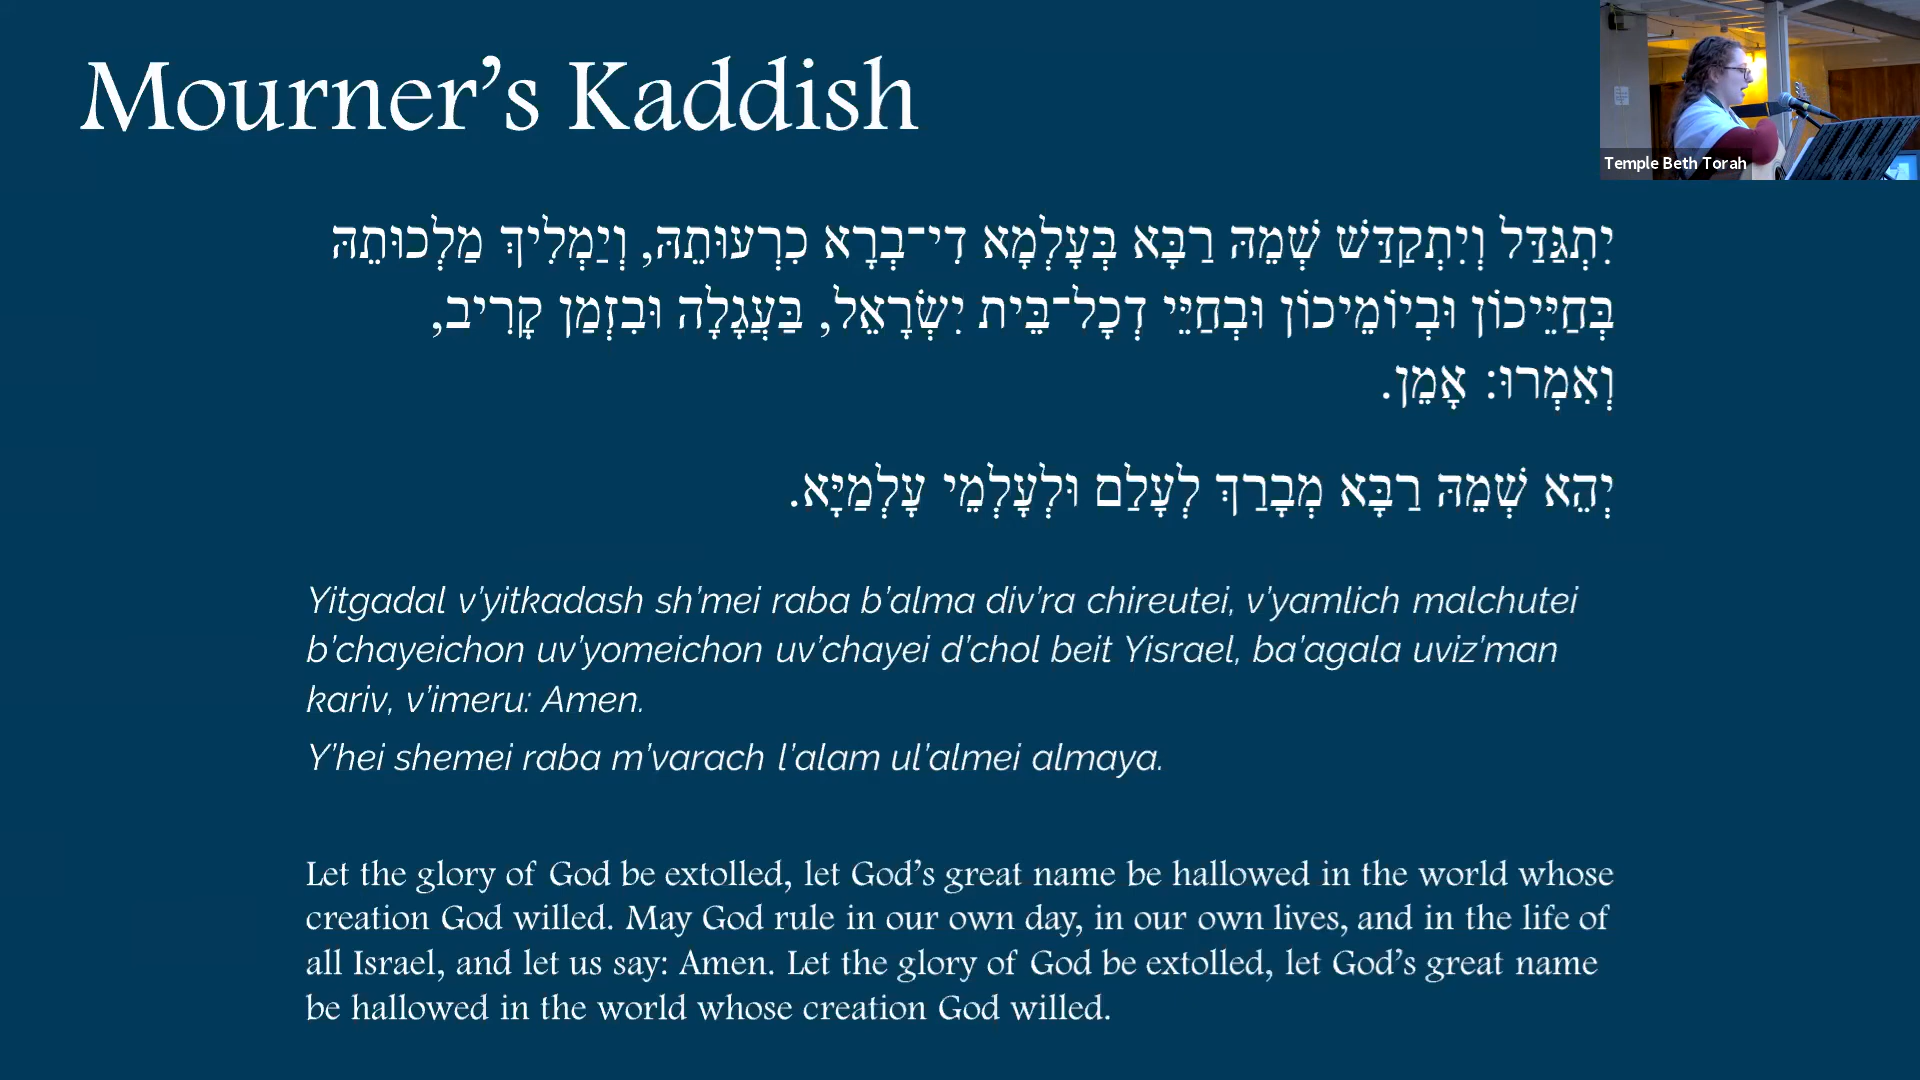 Mourner’s Kaddish
Temple Beth Torah
יִתְגַּדַּל וְיִתְקַדַּשׁ שְׁמֵהּ רַבָּא בְּעָלְמָא דִי־בְרָא כִרְעוּתֵהּ, וְיַמְלִיךְ מַלְכוּתֵהּ
בְּחַיֵּיכוֹן וּבְיוֹמֵיכוֹן וּבְחַיֵּי דְכָל־בֵּית יִשְׂרָאֵל, בַּעֲגָלָה וּבִזְמַן קָרִיב,
וְאִמְרוּ: אָמֵן.
יְהֵא שְׁמֵהּ רַבָּא מְבָרַךְ לְעָלַם וּלְעָלְמֵי עָלְמַיָּא.
Yitgadal v’yitkadash sh’mei raba b’alma div’ra chireutei, v’yamlich malchutei
b’chayeichon uv’yomeichon uv’chayei d’chol beit Yisrael, ba’agala uviz’man
kariv, v’imeru: Amen.
Y’hei shemei raba m’varach l’alam ul’almei almaya.
Let the glory of God be extolled, let God’s great name be hallowed in the world whose
creation God willed. May God rule in our own day, in our own lives, and in the life of
all Israel, and let us say: Amen. Let the glory of God be extolled, let God’s great name
be hallowed in the world whose creation God willed.